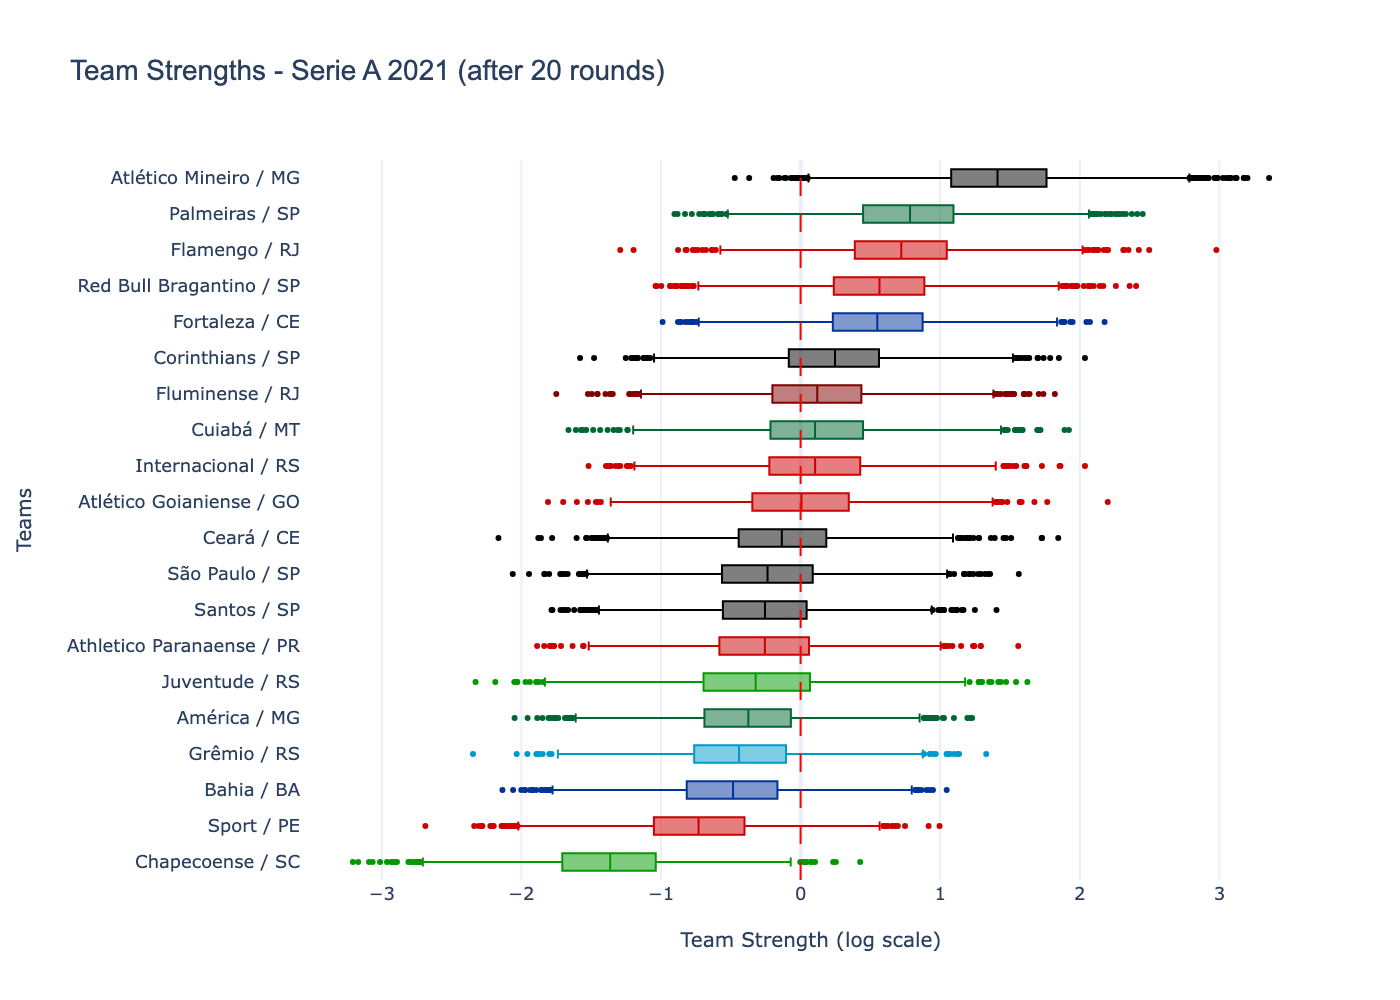 Team Strengths - Serie A 2021 (after 20 rounds)
Atlético Mineiro / MG
Palmeiras / SP
Flamengo / RJ
Red Bull Bragantino / SP
Fortaleza / CE
Corinthians / SP
Fluminense / RJ
Cuiabá / MT
Internacional / RS
Atlético Goianiense / GO
Ceará / CE
São Paulo / SP
Santos / SP
Athletico Paranaense / PR
Juventude / RS
América / MG
Grêmio / RS
Bahia / BA
Sport / PE
Chapecoense / SC
Teams
−3 −2 −1 0 1 2 3
Team Strength (log scale)